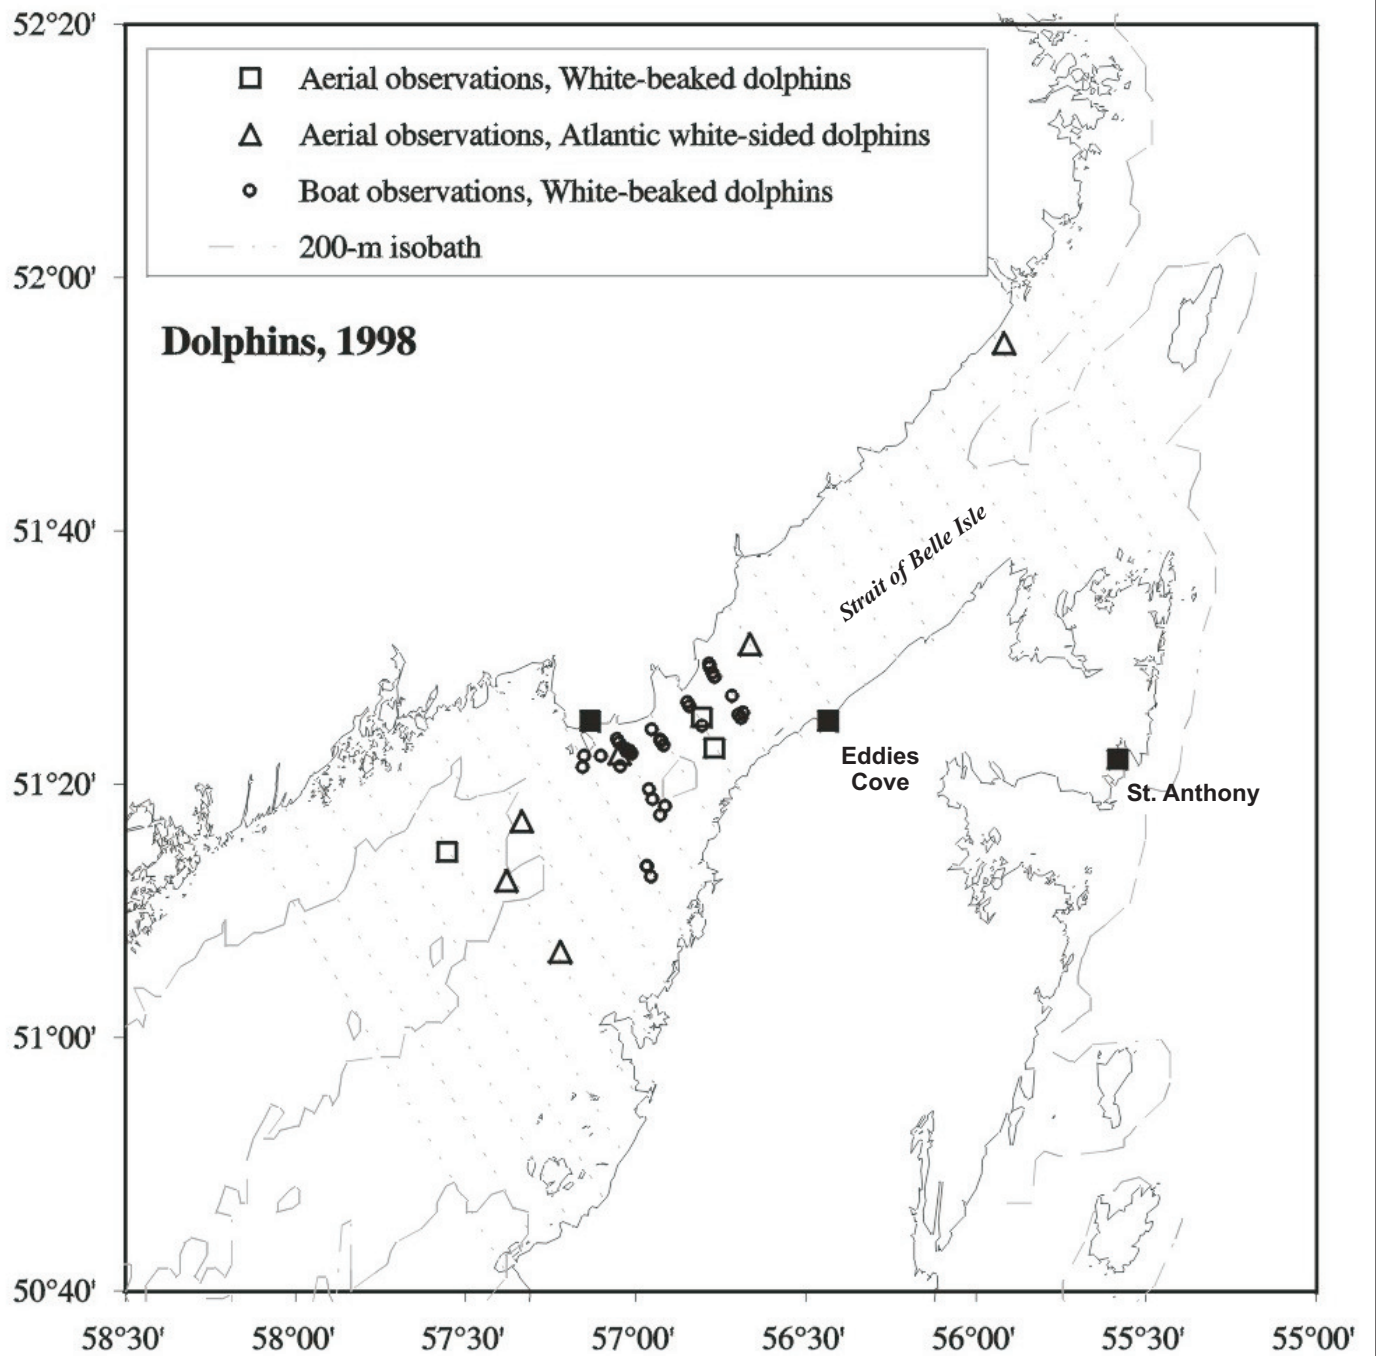 52°20'
Aerial observations, White-beaked dolphins
Aerial observations, Atlantic white-sided dolphins
Boat observations, White-beaked dolphins
200-m isobath
52°00'
Dolphins, 1998
51°40'
Strait of Belle Isle
Eddies
Cove
51°20'
St. Anthony
51°00'
50°40'
58°30' 58°00' 57°30' 57°00' 56°30' 56°00' 55°30' 55°00'